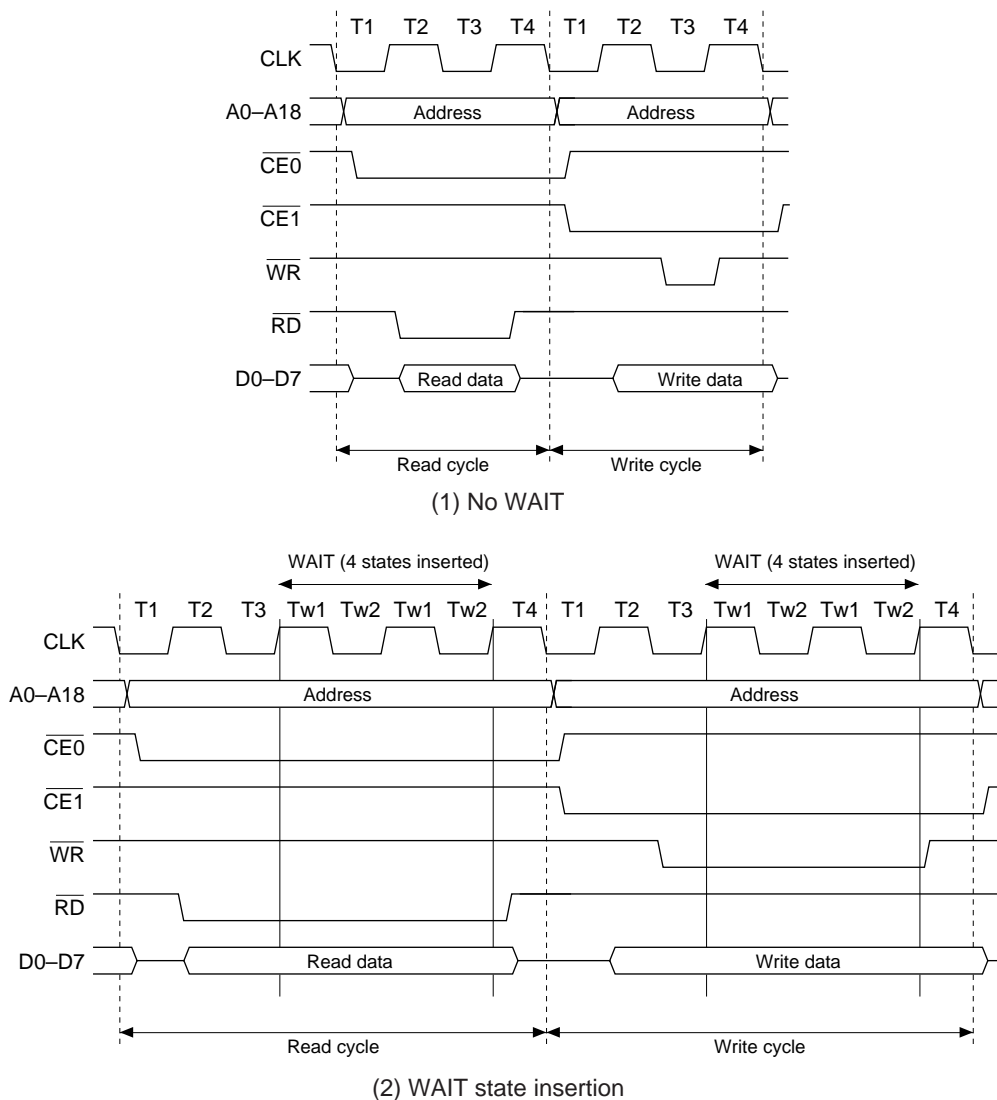 T1 T2 T3 T4 T1 T2 T3 T4
CLK
A0–A18 Address Address
CE0
CE1
WR
RD
D0–D7 Read data Write data
Read cycle Write cycle
(1) No WAIT
WAIT (4 states inserted) WAIT (4 states inserted)
T1 T2 T3 Tw1 Tw2 Tw1 Tw2 T4 T1 T2 T3 Tw1 Tw2 Tw1 Tw2 T4
CLK
A0–A18 Address Address
CE0
CE1
WR
RD
D0–D7 Read data Write data
Read cycle Write cycle
(2) WAIT state insertion